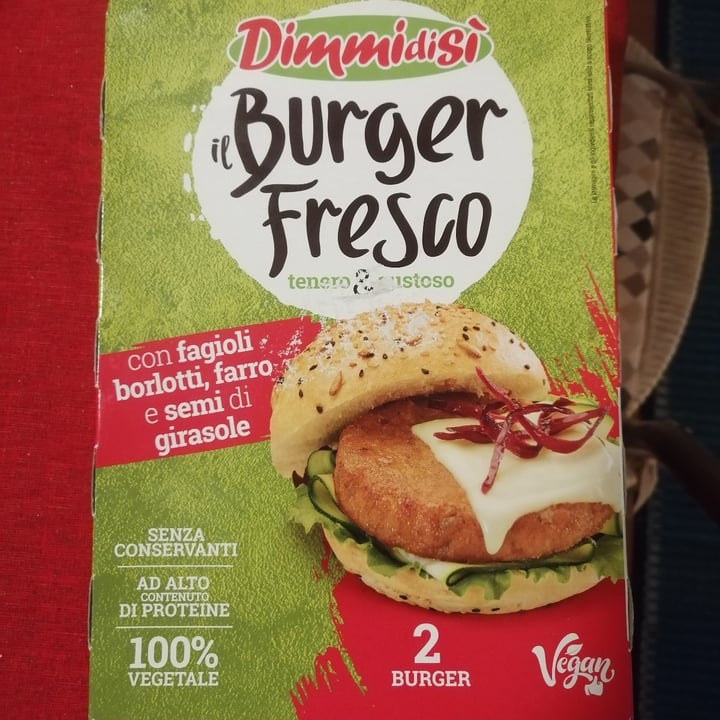 Dimmidisì
il Burger
Fresco
tenero & gustoso
con fagioli
borlotti, farro
e semi di
girasole
SENZA
CONSERVANTI
AD ALTO
CONTENUTO
DI PROTEINE
100%
VEGETALE
2
BURGER
Vegan